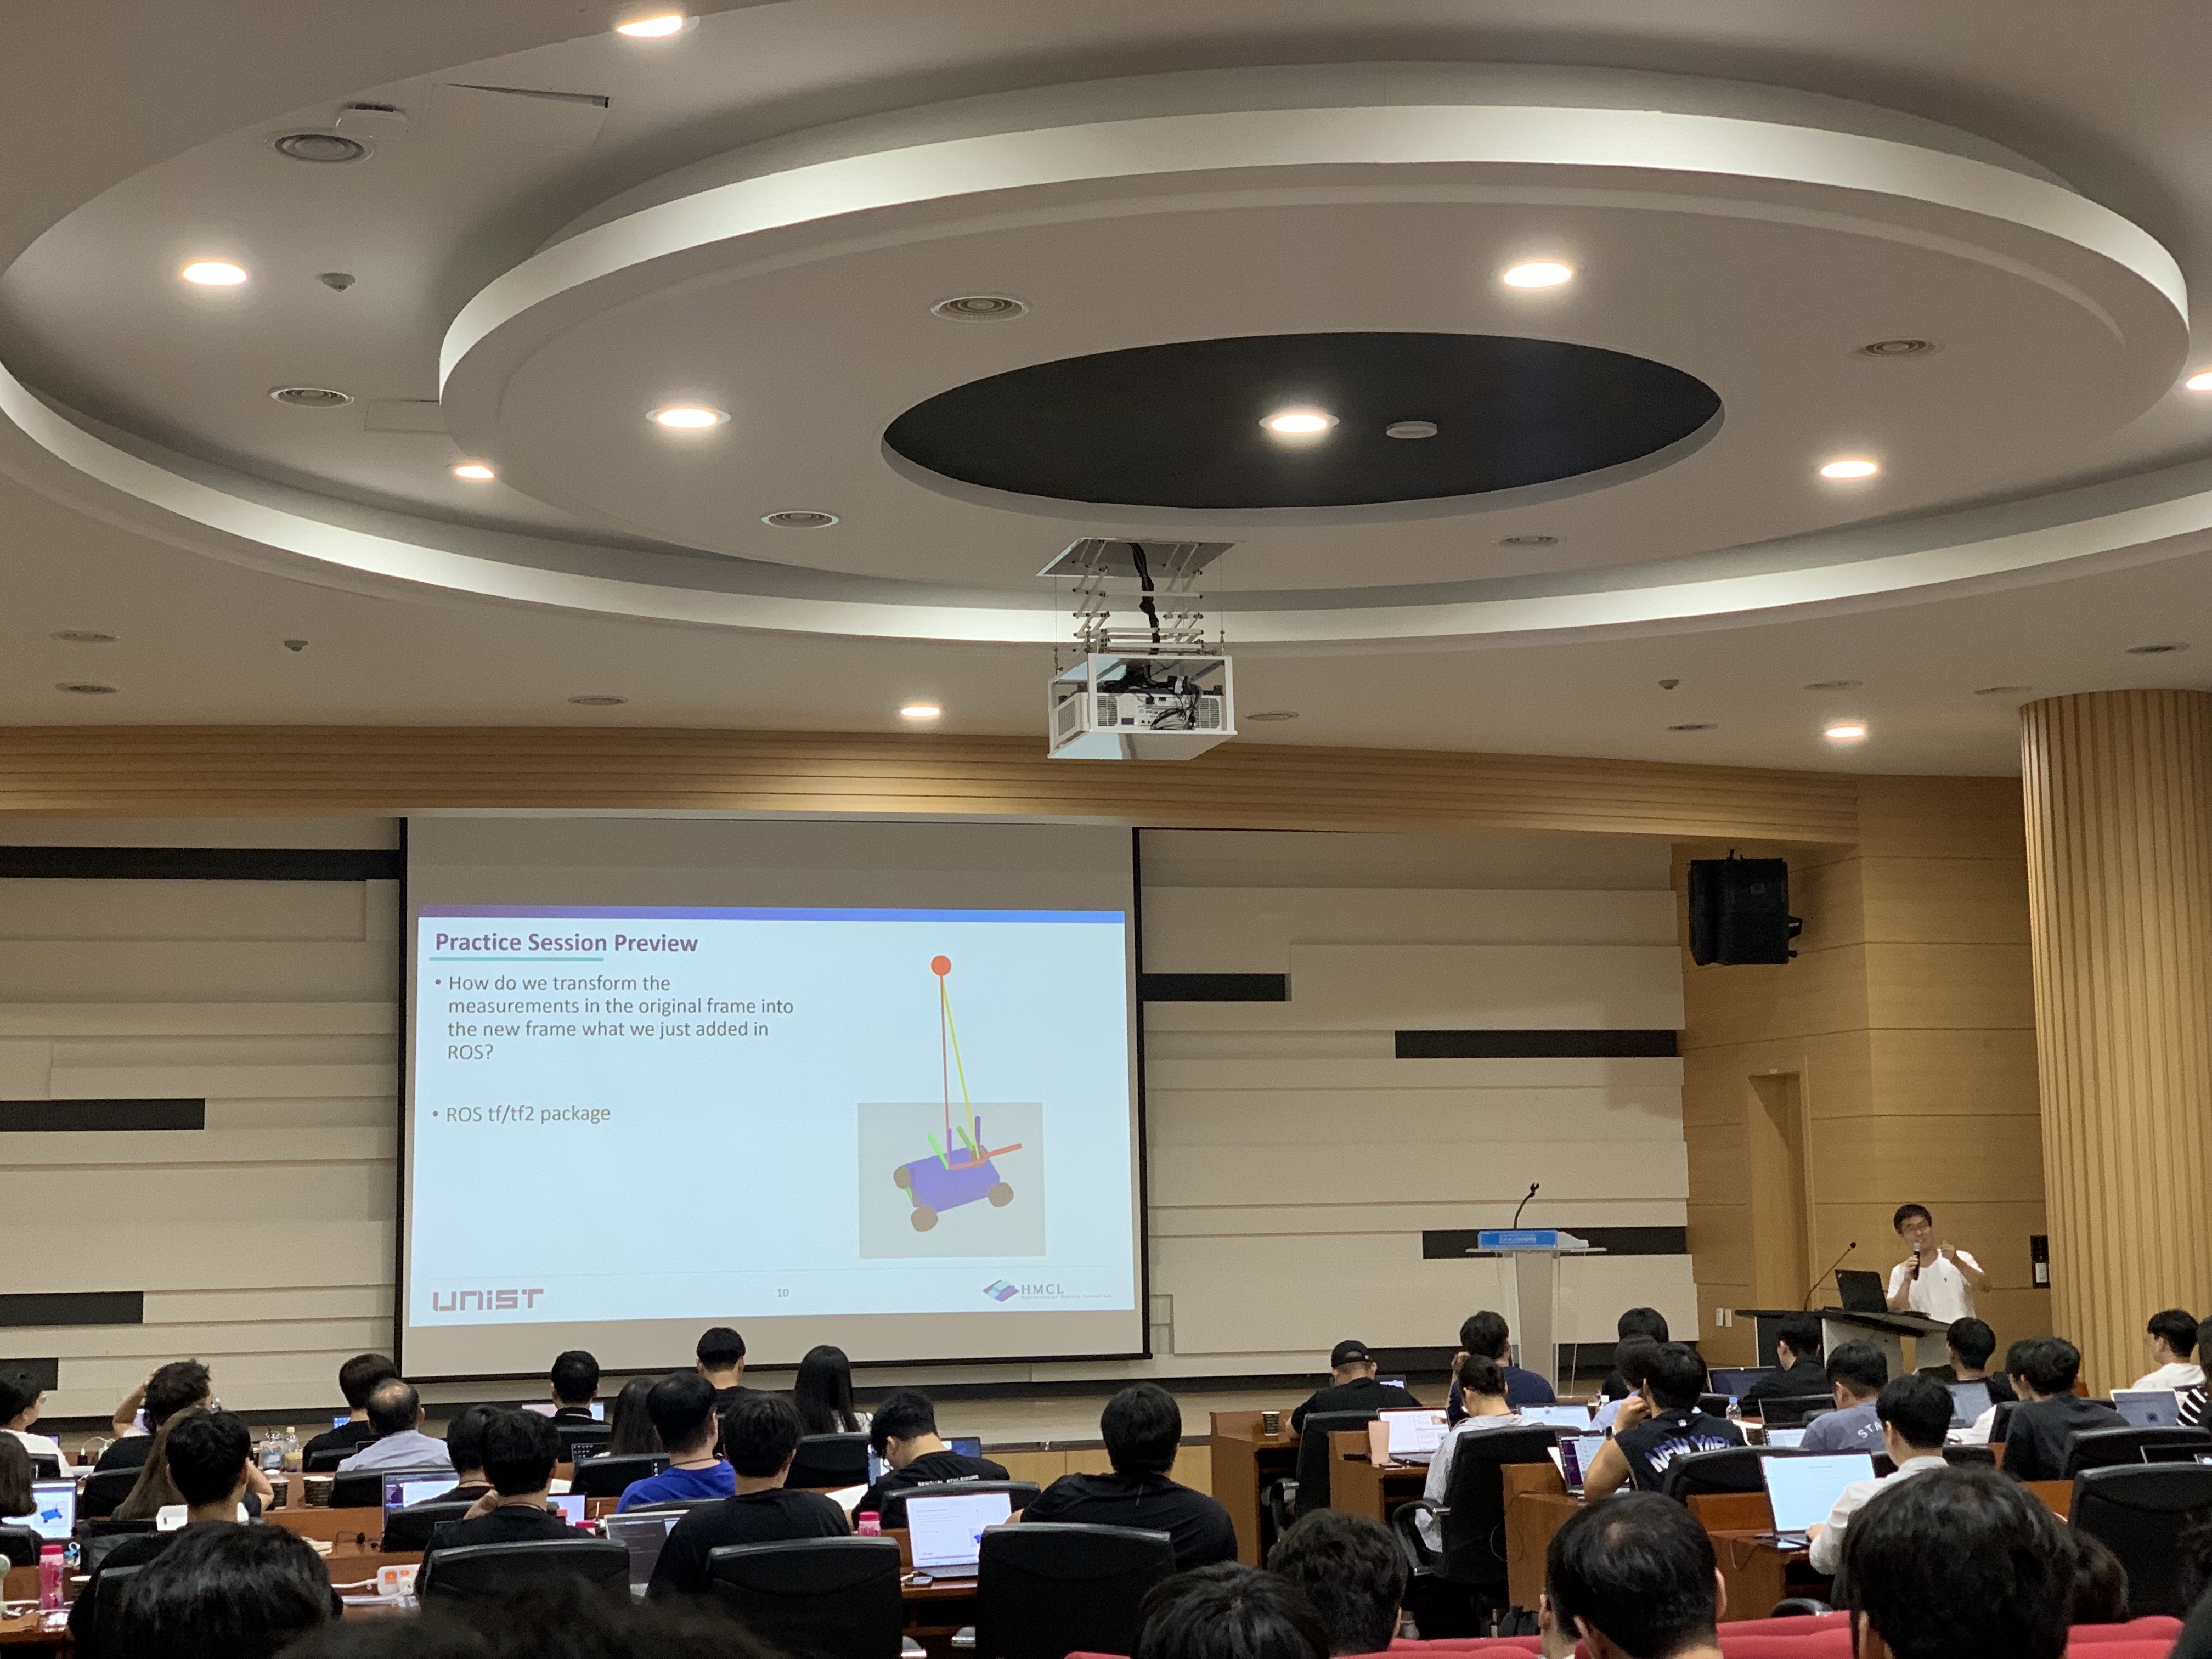 Practice Session Preview
• How do we transform the
measurements in the original frame into
the new frame what we just added in
ROS?
• ROS tf/tf2 package
UNIST
10
HMCL
NEW YORK